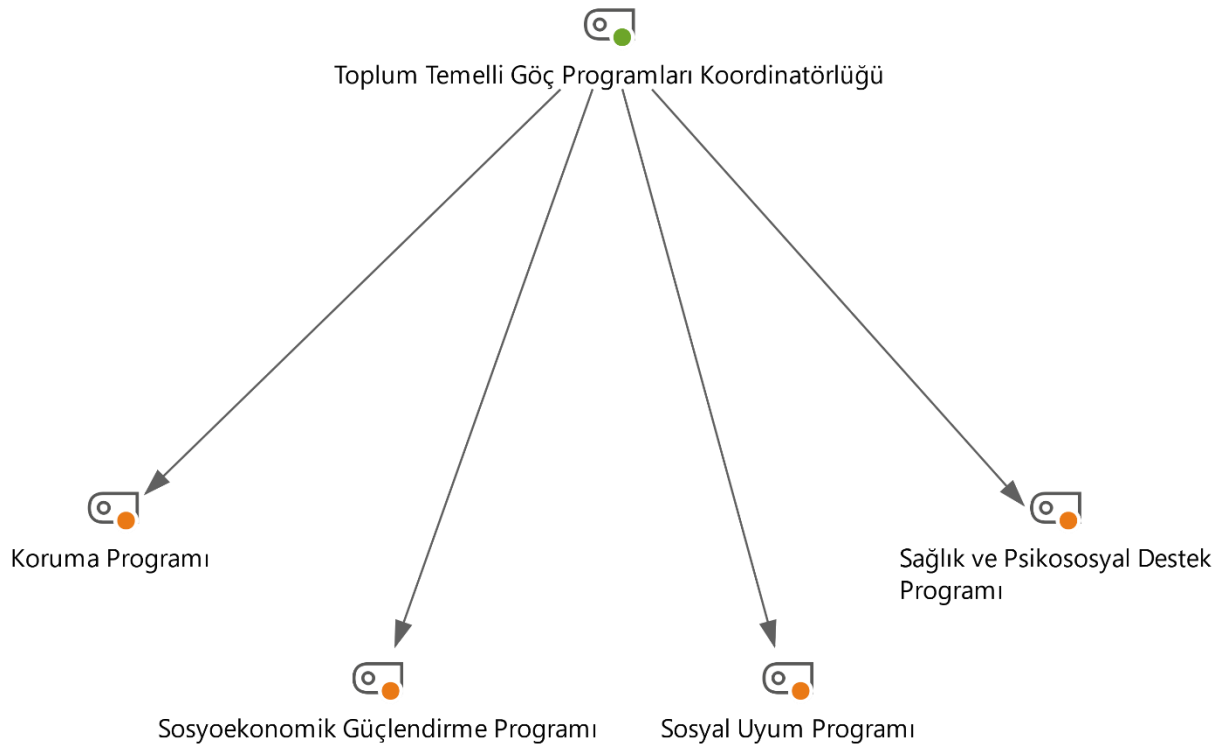 Toplum Temelli Göç Programları Koordinatörlüğü
Koruma Programı
Sağlık ve Psikososyal Destek
Programı
Sosyoekonomik Güçlendirme Programı
Sosyal Uyum Programı